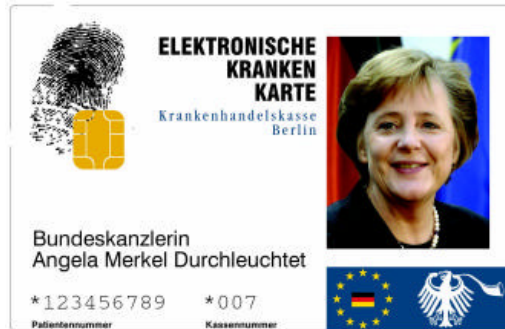 ELEKTRONISCHE
KRANKEN
KARTE
Krankenhandelskasse
Berlin
Bundeskanzlerin
Angela Merkel Durchleuchtet
*123456789 *007
Patientennummer Kassennummer